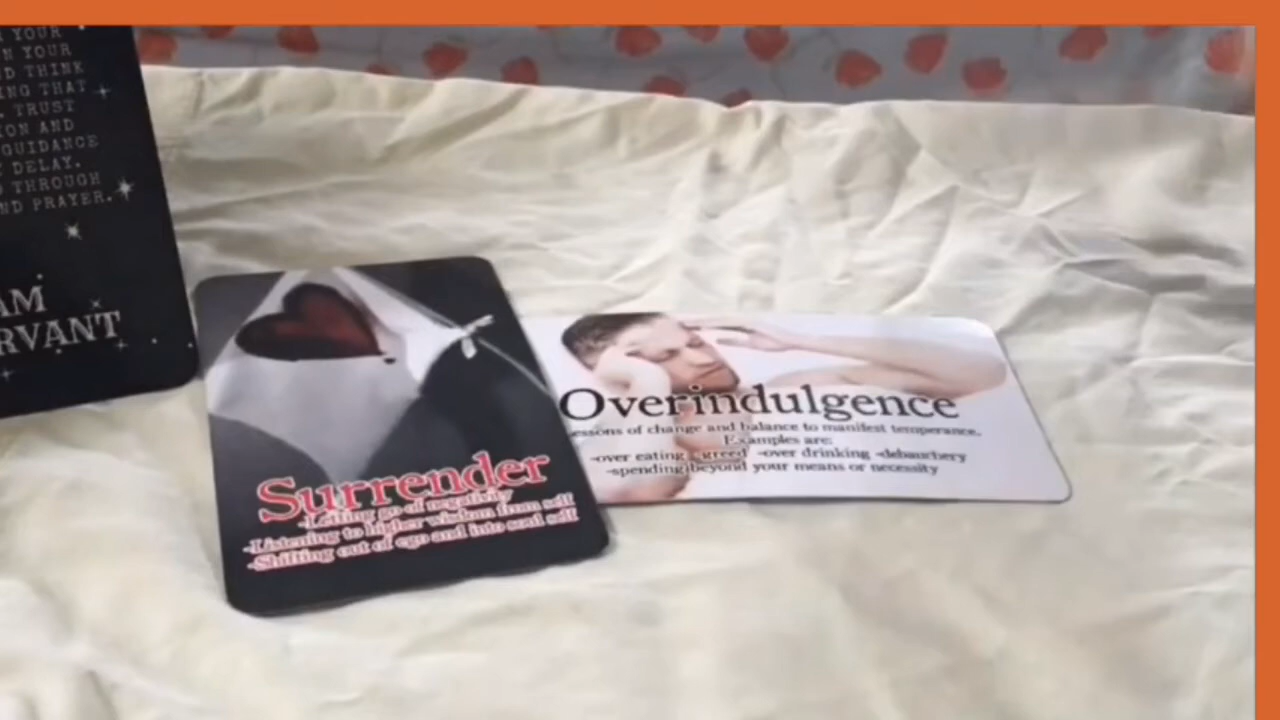 YOUR
N YOUR
ND THINK
ING THAT
. TRUST
ION AND
GUIDANCE
DELAY.
THROUGH
ND PRAYER.
AM
RVANT
Surrender
-Letting go of negativity
-Listening to higher wisdom from self
-Shifting out of ego and into soul self
Overindulgence
essons of change and balance to manifest temperance.
Examples are:
-over eating -greed -over drinking -debauchery
-spending beyond your means or necessity